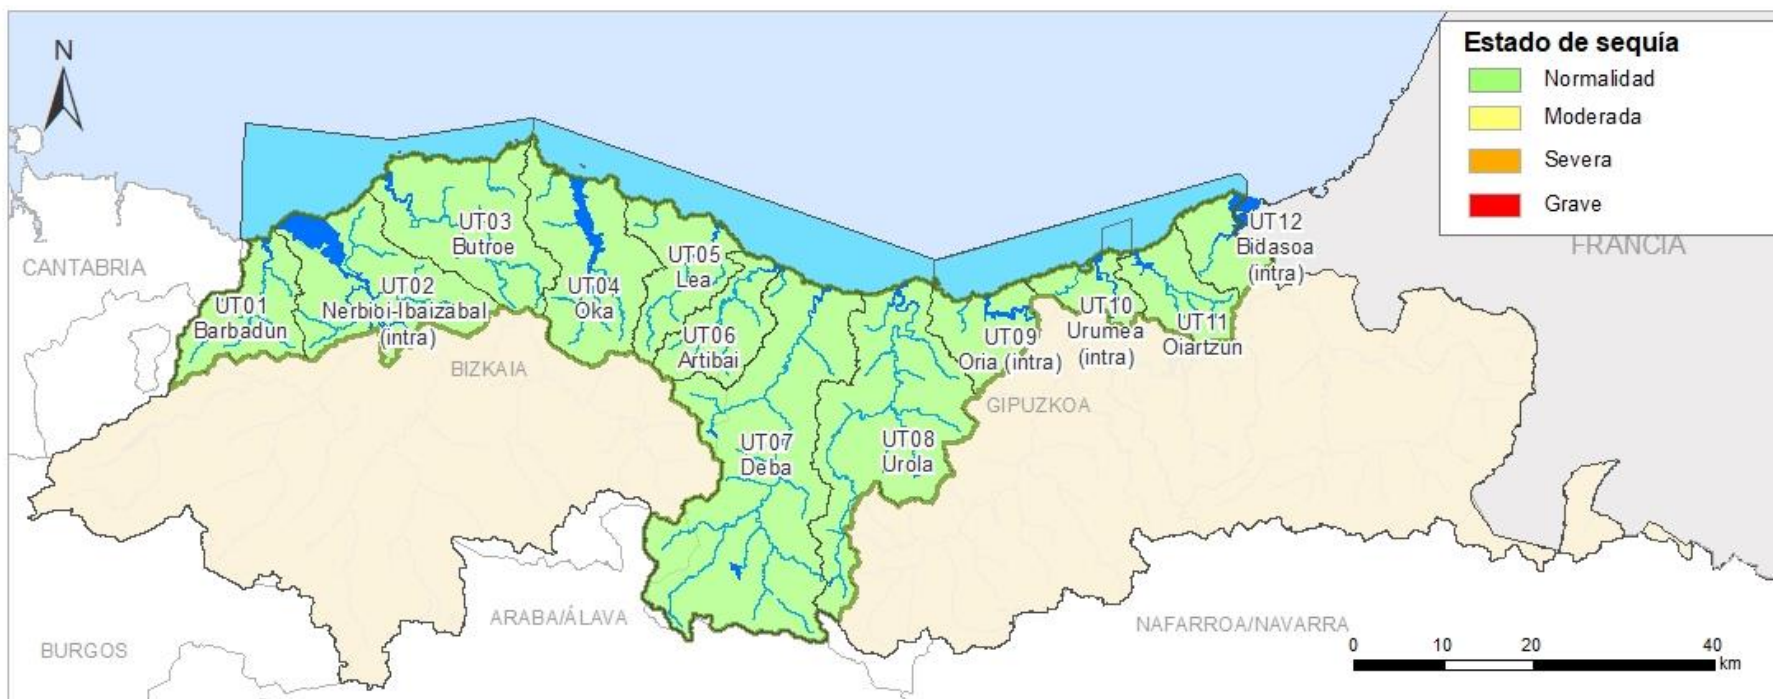 N
Estado de sequía
Normalidad
Moderada
Severa
Grave
CANTABRIA
FRANCIA
UT01
Barbadun
UT02
Nerbioi-Ibaizabal
(intra)
UT03
Butroe
UT04
Oka
UT05
Lea
UT06
Artibai
UT07
Deba
UT08
Urola
UT09
Oria (intra)
UT10
Urumea
(intra)
UT11
Oiartzun
UT12
Bidasoa
(intra)
BIZKAIA
GIPUZKOA
ARABA/ÁLAVA
NAFARROA/NAVARRA
BURGOS
0 10 20 40
km